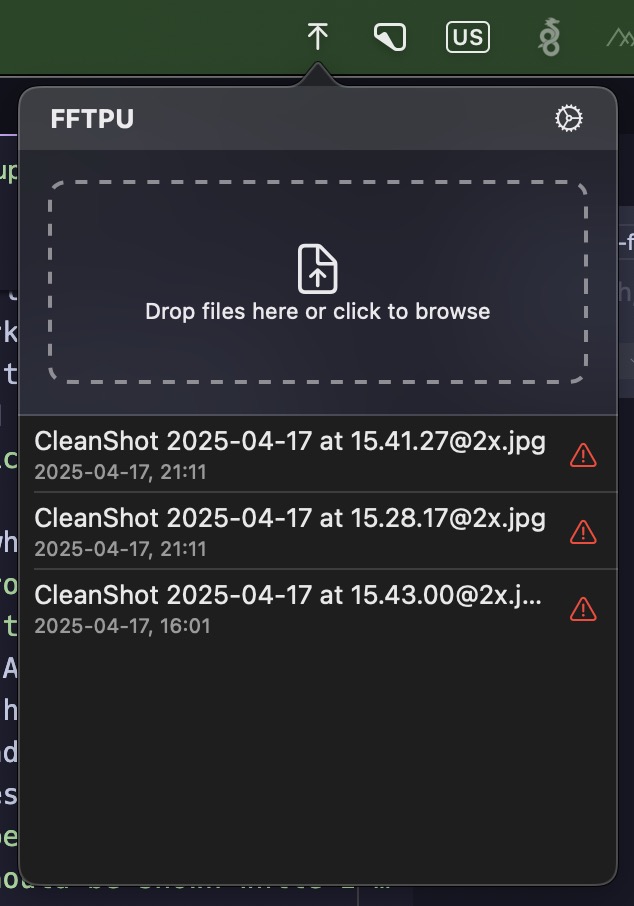 US
FFTPU
Drop files here or click to browse
CleanShot 2025-04-17 at 15.41.27@2x.jpg
2025-04-17, 21:11
CleanShot 2025-04-17 at 15.28.17@2x.jpg
2025-04-17, 21:11
CleanShot 2025-04-17 at 15.43.00@2x.j...
2025-04-17, 16:01